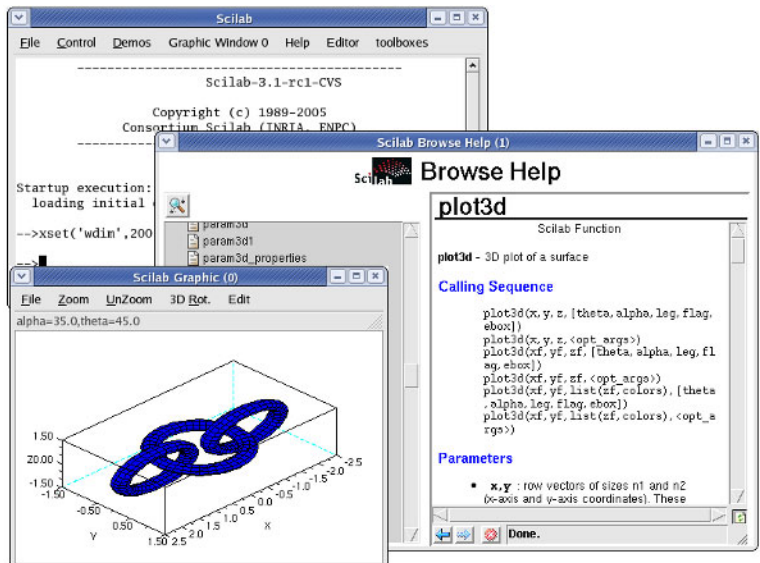 Scilab
File Control Demos Graphic Window 0 Help Editor toolboxes
Scilab-3.1-rc1-CVS
Copyright (c) 1989-2005
Consortium Scilab (INRIA, ENPC)
Startup execution:
loading initial
-->xset('wdim',200
-->
Scilab Browse Help (1)
Scilab Browse Help
param3d
param3d1
param3d_properties
plot3d
Scilab Function
plot3d - 3D plot of a surface
Calling Sequence
plot3d(x,y,z,[theta,alpha,leg,flag,
ebox])
plot3d(x,y,z,<opt_args>)
plot3d(xf,yf,zf,[theta,alpha,leg,fl
ag,ebox])
plot3d(xf,yf,zf,<opt_args>)
plot3d(xf,yf,list(zf,colors),[theta
,alpha,leg,flag,ebox])
plot3d(xf,yf,list(zf,colors),<opt_a
rgs>)
Parameters
x,y : row vectors of sizes n1 and n2
(x-axis and y-axis coordinates). These
Done.
Scilab Graphic (0)
File Zoom UnZoom 3D Rot. Edit
alpha=35.0,theta=45.0
1.50
Z0.00
-1.50
-1.50
-0.50
0.50
1.50
Y
2.5
2.0
1.5
1.0
0.5
0.0
-0.5
-1.0
-1.5
-2.0
-2.5
X